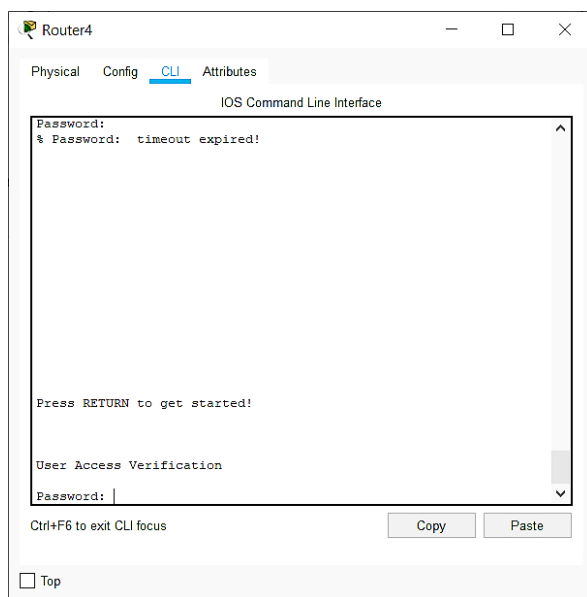 Router4
Physical Config CLI Attributes
IOS Command Line Interface
Password:
% Password:  timeout expired!
Press RETURN to get started!
User Access Verification
Password:
Ctrl+F6 to exit CLI focus
Copy Paste
Top